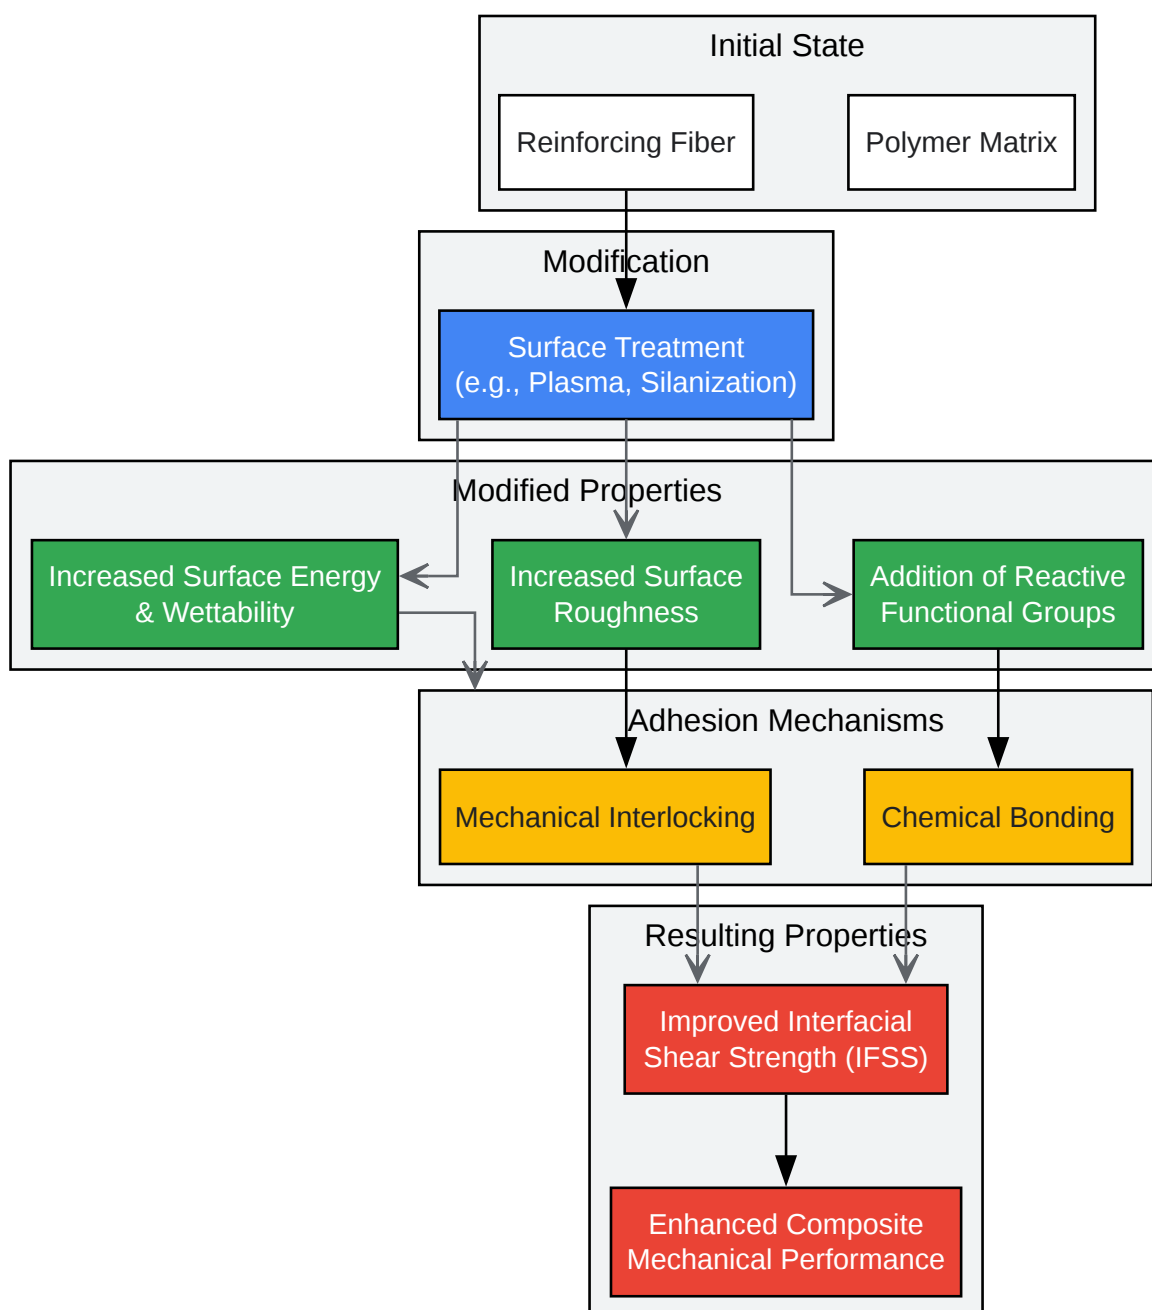 Initial State
Reinforcing Fiber
Polymer Matrix
Modification
Surface Treatment
(e.g., Plasma, Silanization)
Modified Properties
Increased Surface Energy
& Wettability
Increased Surface
Roughness
Addition of Reactive
Functional Groups
Adhesion Mechanisms
Mechanical Interlocking
Chemical Bonding
Resulting Properties
Improved Interfacial
Shear Strength (IFSS)
Enhanced Composite
Mechanical Performance